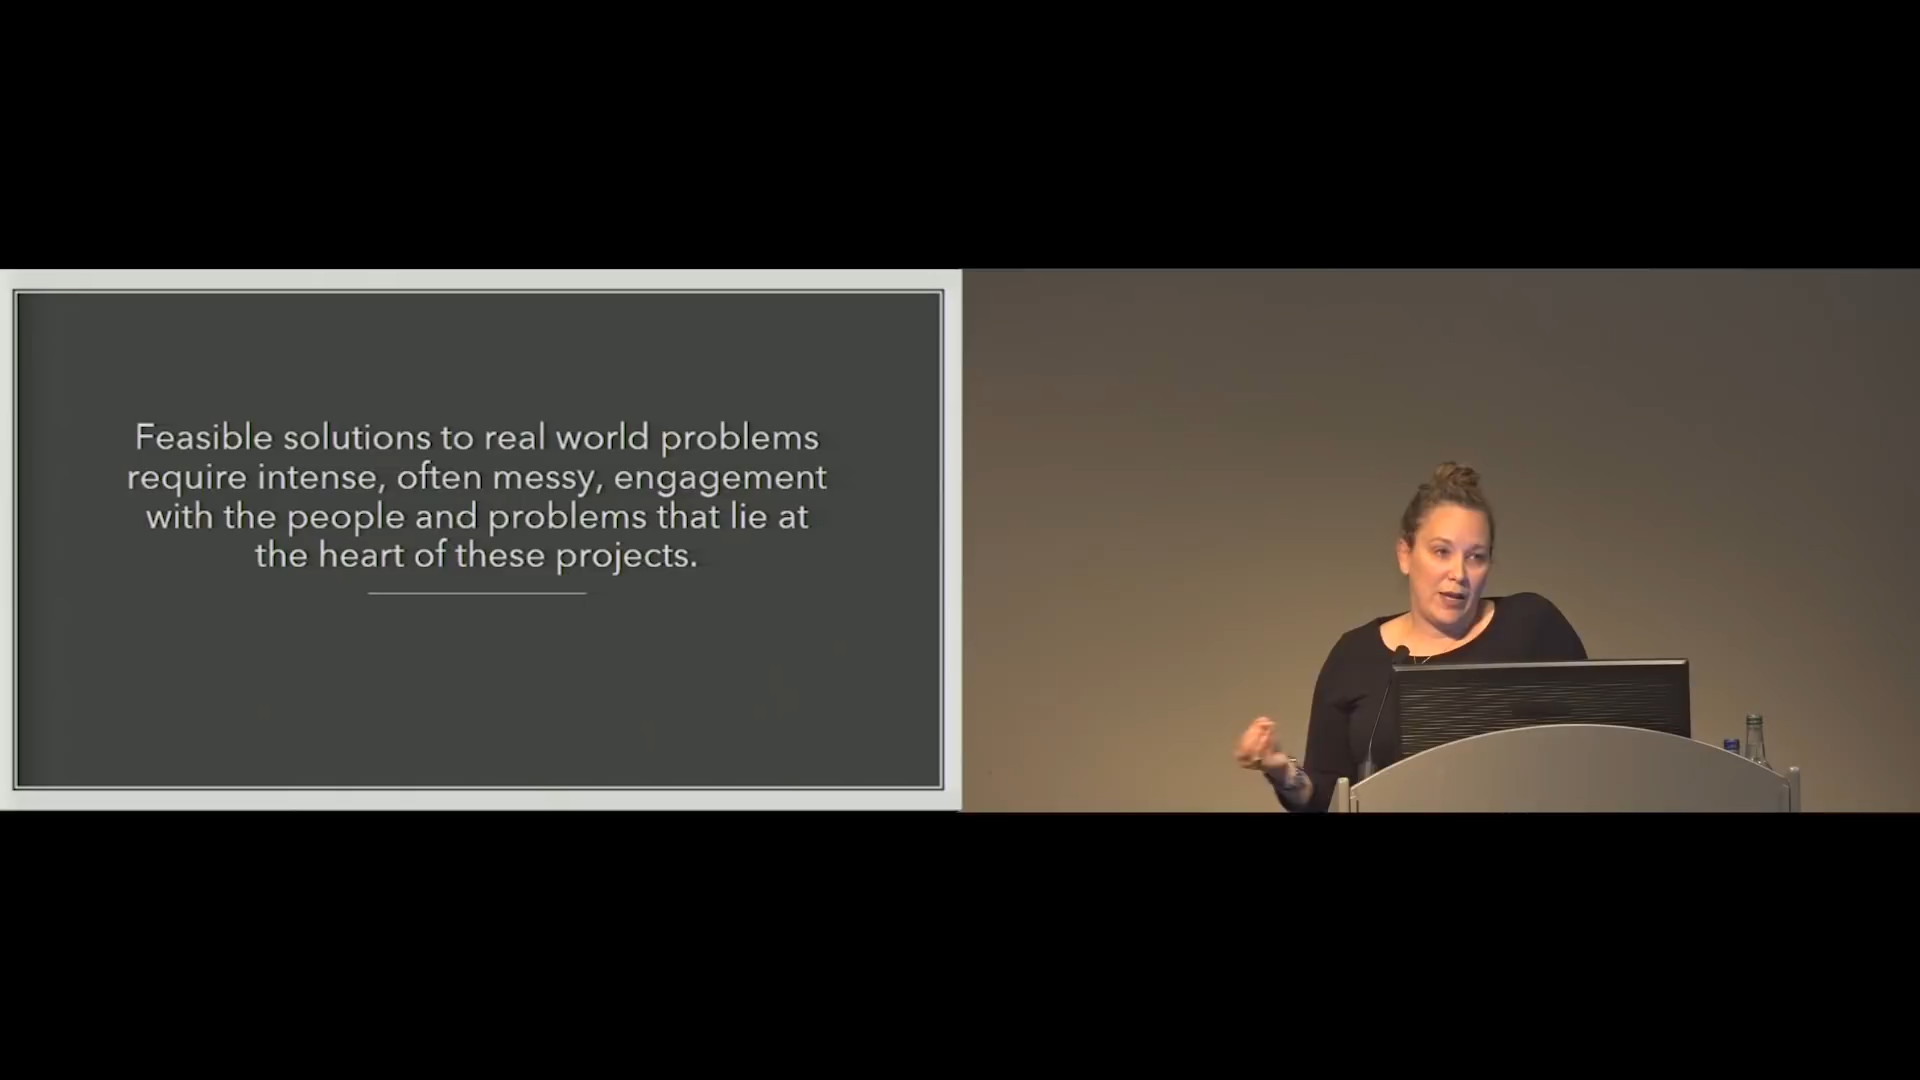 Feasible solutions to real world problems
require intense, often messy, engagement
with the people and problems that lie at
the heart of these projects.